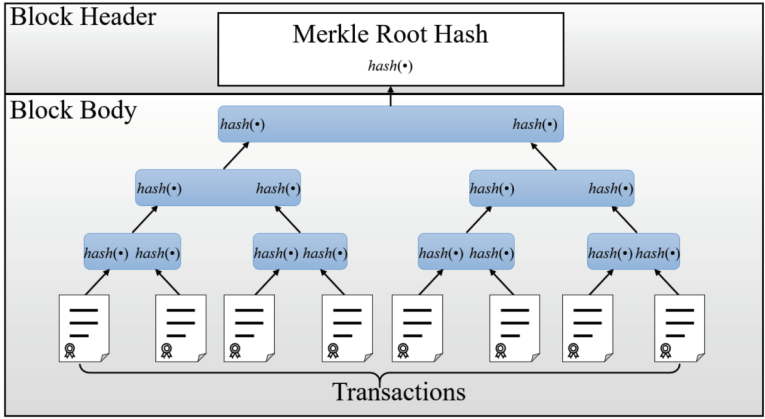 Block Header
Merkle Root Hash
hash(•)
Block Body
hash(•) hash(•)
hash(•) hash(•) hash(•) hash(•)
hash(•) hash(•) hash(•) hash(•) hash(•) hash(•) hash(•) hash(•)
Transactions